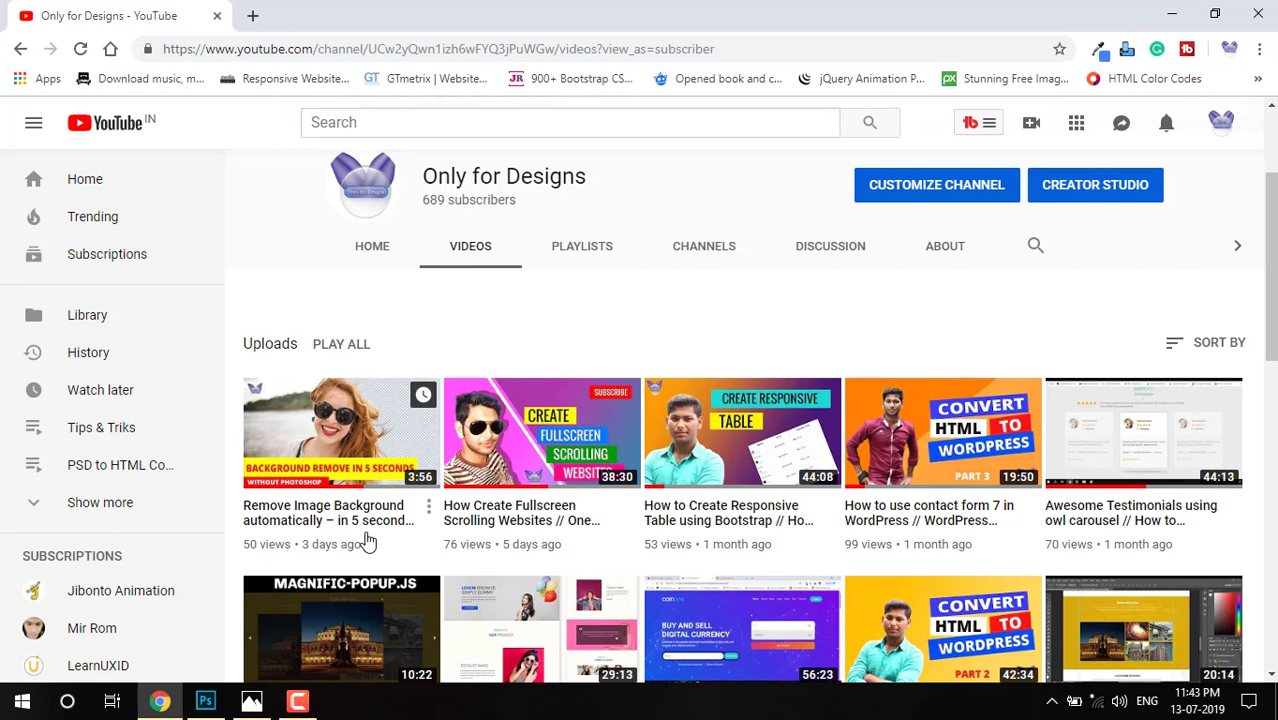 Only for Designs - YouTube
https://www.youtube.com/channel/UCw2yQwn1izh6wFYQ3jPuWGw/videos?view_as=subscriber
Apps
Download music, m...
Responsive Website...
GT GTmetrix | Website...
JR 900+ Bootstrap CS...
Opened book and c...
jQuery Animation P...
px Stunning Free Imag...
HTML Color Codes
»
YouTube IN
Search
tb
Home
Trending
Subscriptions
Library
History
Watch later
Tips & Triks
PSD to HTML Co...
Show more
SUBSCRIPTIONS
Jibonto Animation
Mir Rom
LearnUXID
Only for Designs
689 subscribers
CUSTOMIZE CHANNEL
CREATOR STUDIO
HOME
VIDEOS
PLAYLISTS
CHANNELS
DISCUSSION
ABOUT
Uploads
PLAY ALL
SORT BY
BACKGROUND REMOVE IN 5 SECONDS
WITHOUT PHOTOSHOP
3:56
Remove Image Background
automatically – in 5 second...
50 views • 3 days ago
SUBSCRIBE
CREATE
FULLSCREEN
SCROLLING
WEBSITES
38:30
How Create Fullscreen
Scrolling Websites // One...
76 views • 5 days ago
CREATE RESPONSIVE
TABLE
44:08
How to Create Responsive
Table using Bootstrap // Ho...
53 views • 1 month ago
CONVERT
HTML TO
WORDPRESS
PART 3
19:50
How to use contact form 7 in
WordPress // WordPress...
99 views • 1 month ago
44:13
Awesome Testimonials using
owl carousel // How to...
70 views • 1 month ago
MAGNIFIC-POPUP.JS
10:22
29:13
BUY AND SELL
DIGITAL CURRENCY
56:23
CONVERT
HTML TO
WORDPRESS
42:34
20:14
Ps
ENG
11:43 PM
13-07-2019